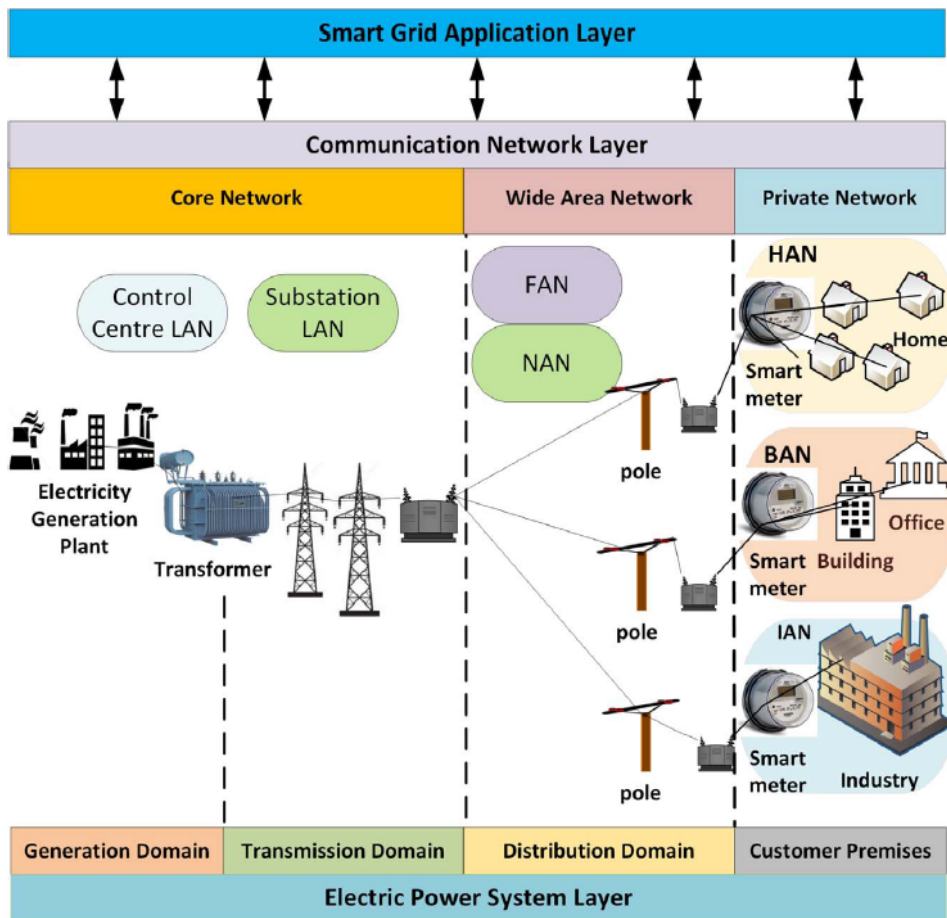 Smart Grid Application Layer
Communication Network Layer
Core Network
Wide Area Network
Private Network
Control
Centre LAN
Substation
LAN
FAN
NAN
HAN
Home
Smart
meter
Electricity
Generation
Plant
Transformer
pole
BAN
Office
Building
Smart
meter
pole
IAN
Smart
meter
Industry
pole
Generation Domain
Transmission Domain
Distribution Domain
Customer Premises
Electric Power System Layer